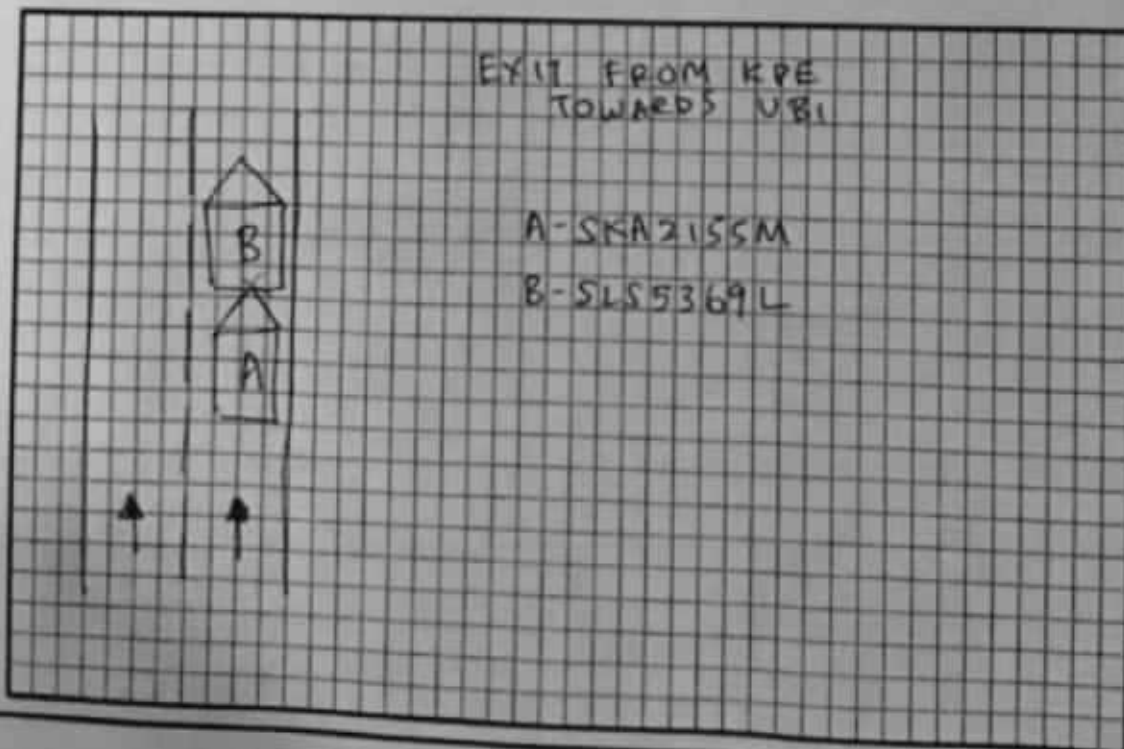 EXIT FROM KPE
TOWARDS UBI
A-SKA2155M
B-SLS5369L
B
A